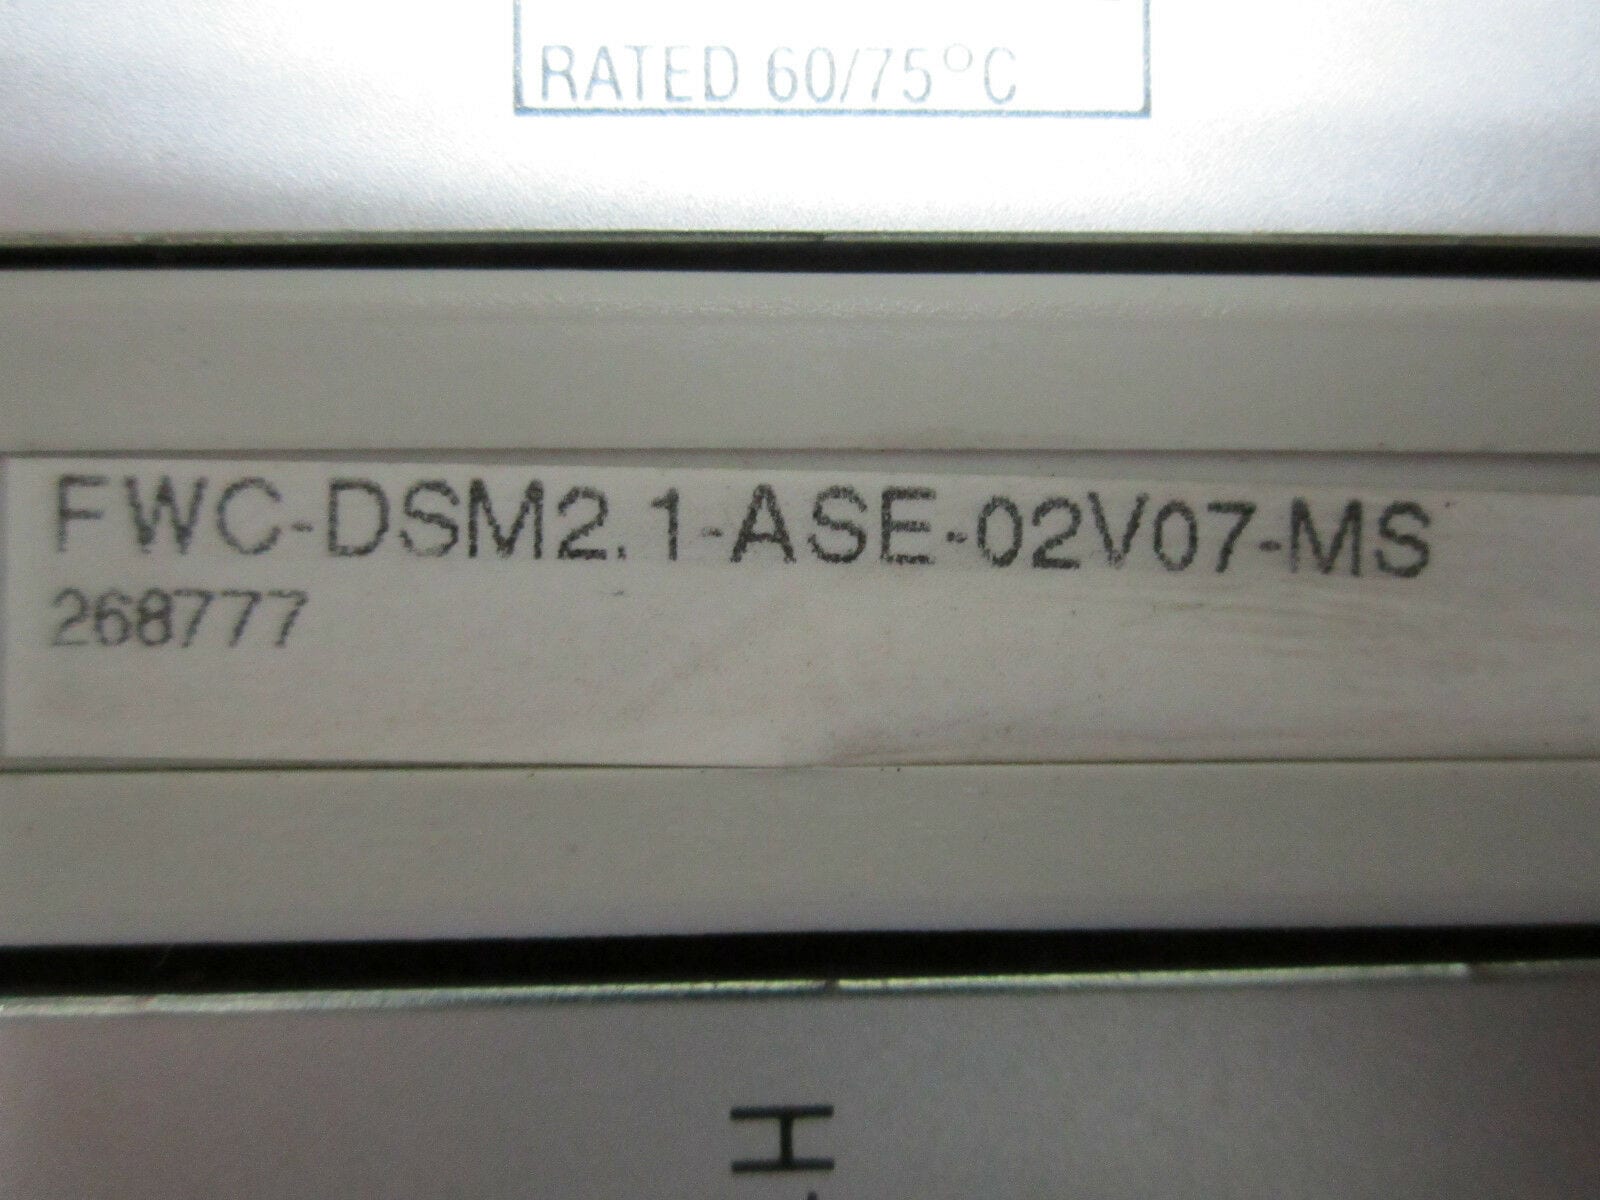 RATED 60/75°C
FWC-DSM2.1-ASE-02V07-MS
268777
H